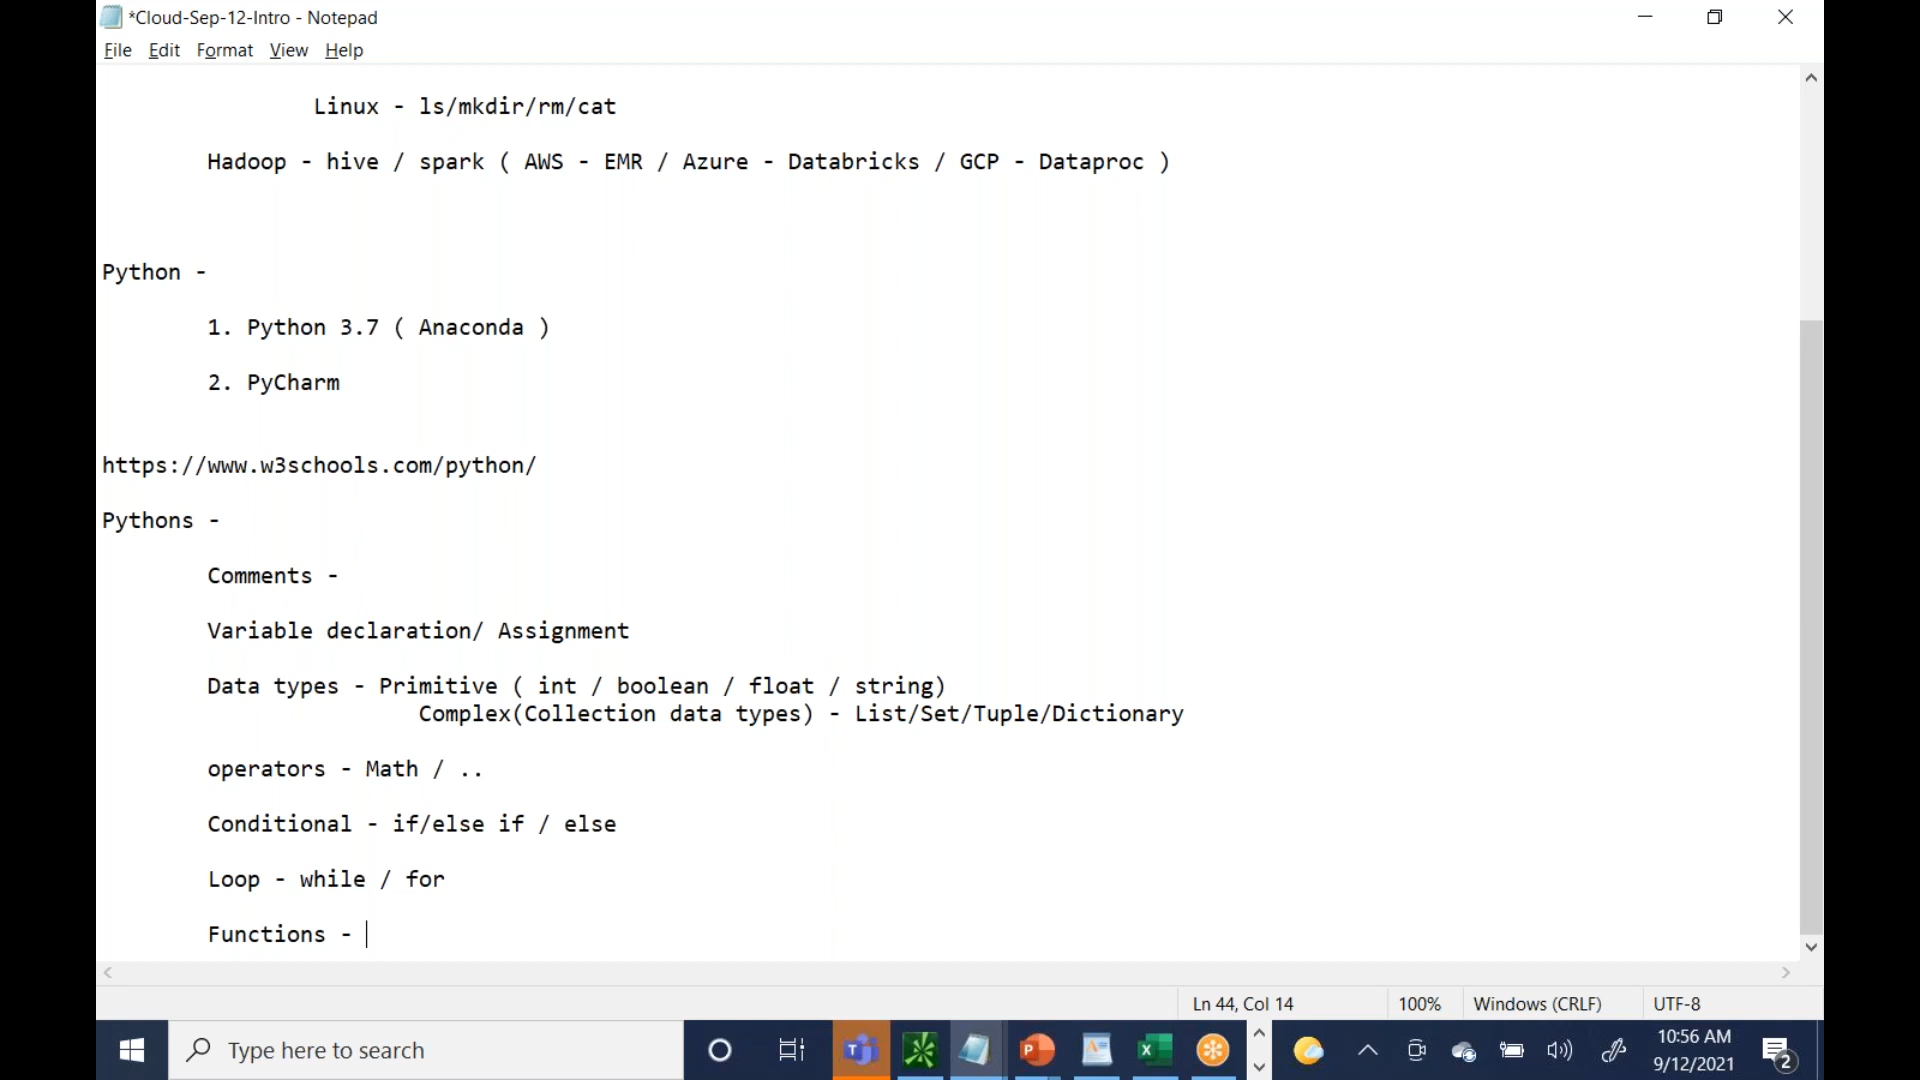 *Cloud-Sep-12-Intro - Notepad
File Edit Format View Help
Linux - ls/mkdir/rm/cat
Hadoop - hive / spark ( AWS - EMR / Azure - Databricks / GCP - Dataproc )
Python -
1. Python 3.7 ( Anaconda )
2. PyCharm
https://www.w3schools.com/python/
Pythons -
Comments -
Variable declaration/ Assignment
Data types - Primitive ( int / boolean / float / string)
Complex(Collection data types) - List/Set/Tuple/Dictionary
operators - Math / ..
Conditional - if/else if / else
Loop - while / for
Functions -
Ln 44, Col 14 100% Windows (CRLF) UTF-8
Type here to search
10:56 AM
9/12/2021
2